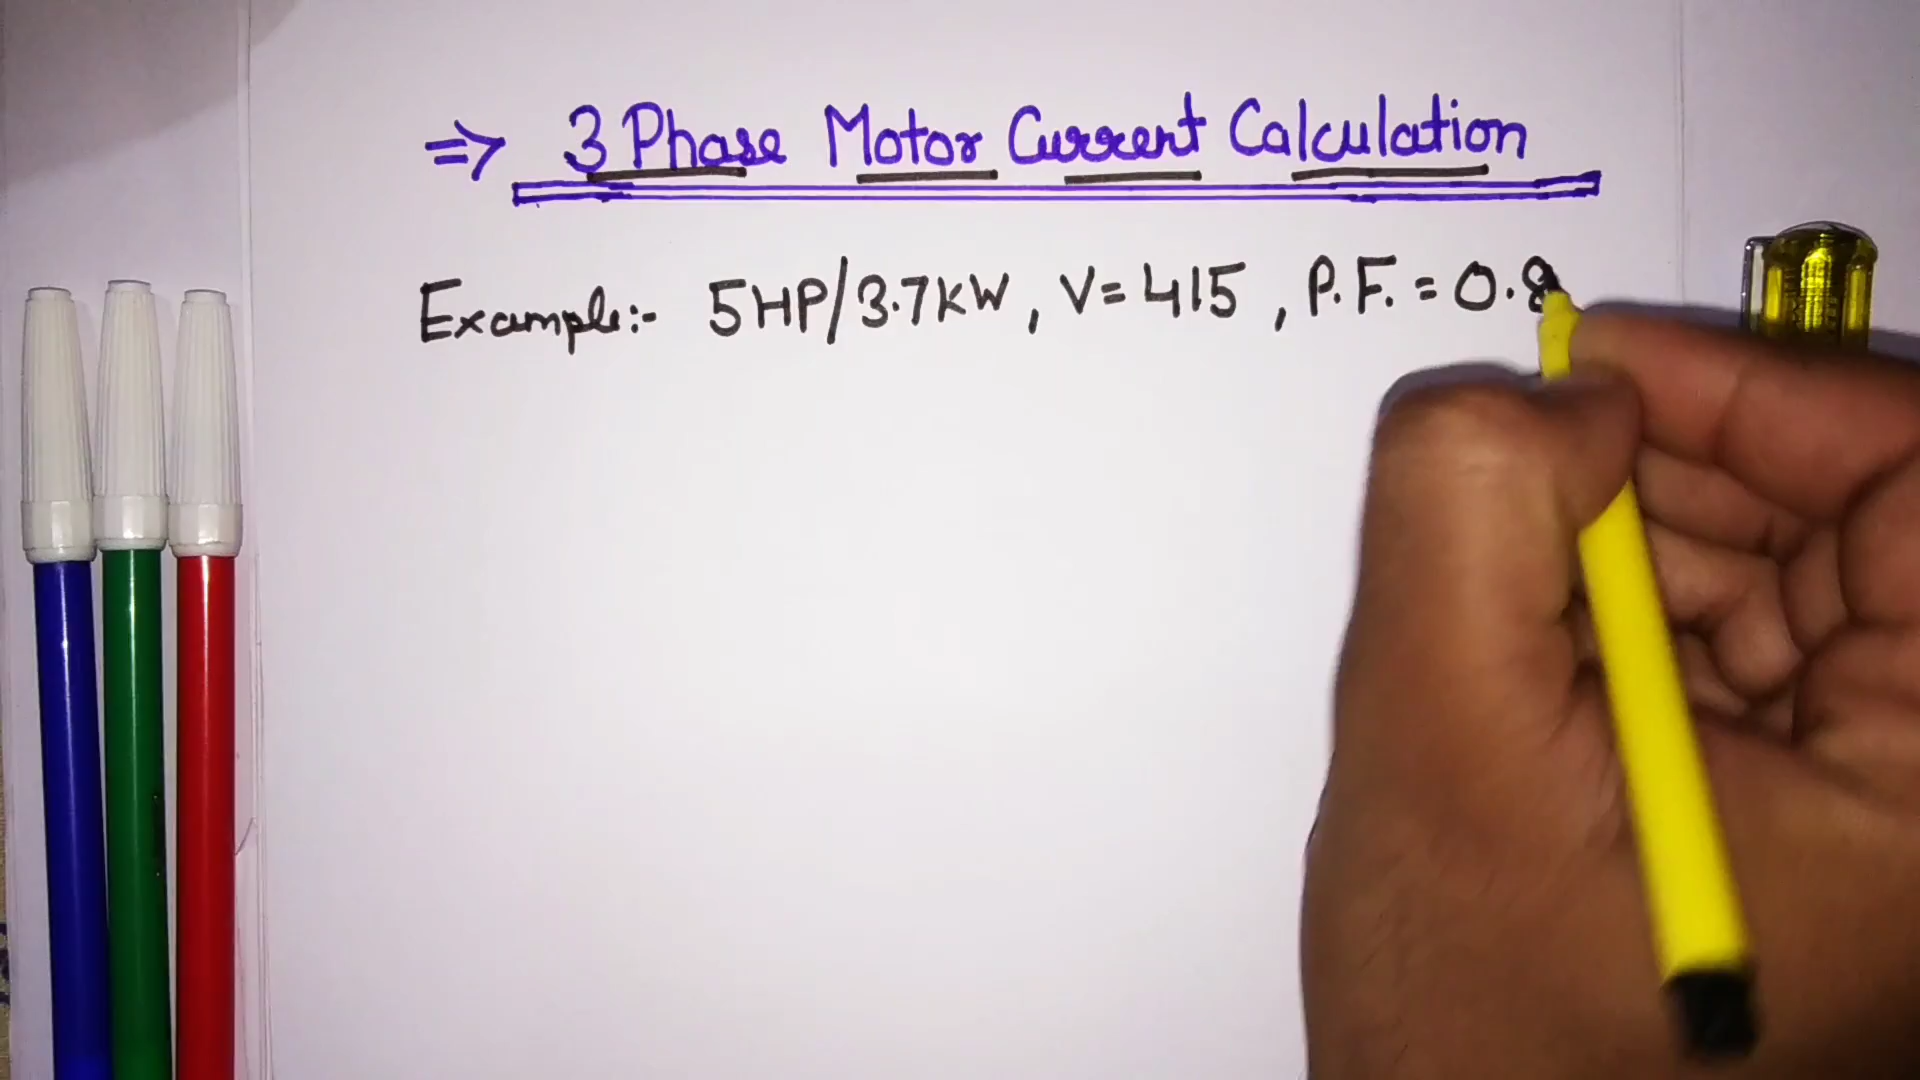 ⇒ 3 Phase Motor Current Calculation
Example:- 5HP/3.7KW, V=415, P.F. = 0.8